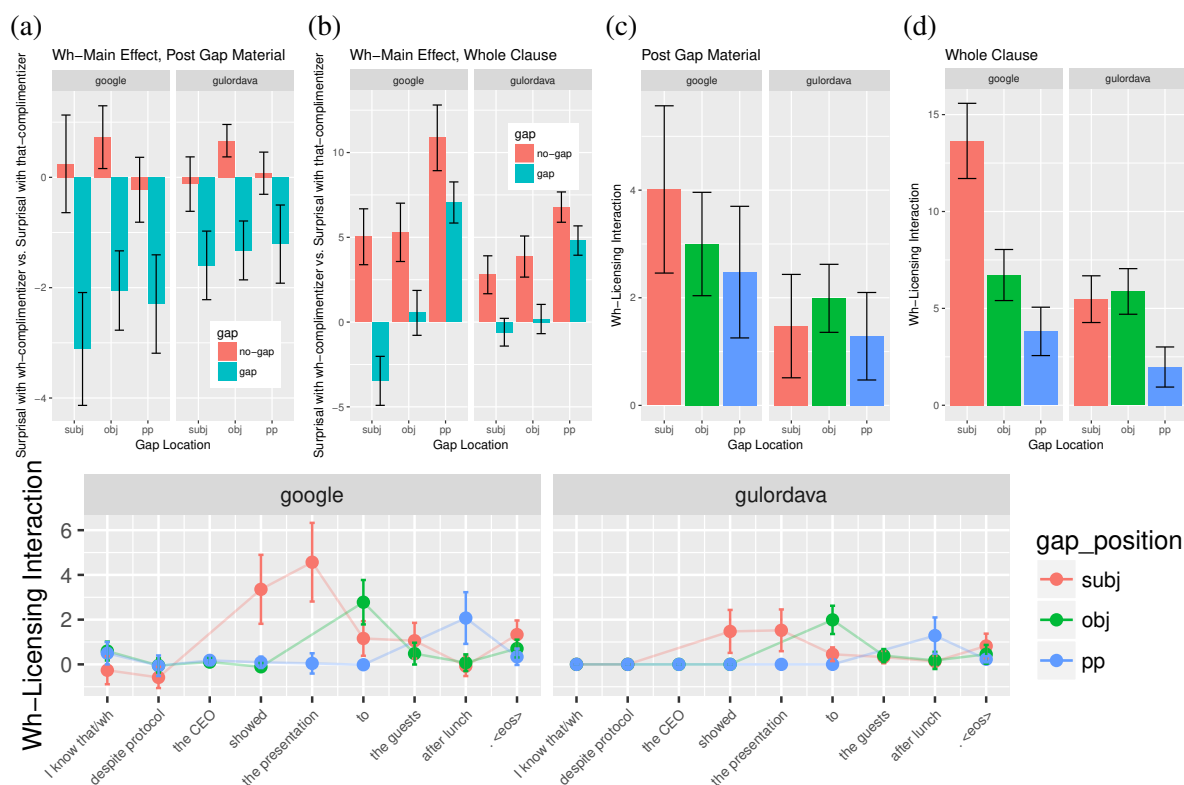 (a)
Wh−Main Effect, Post Gap Material
google
gulordava
Surprisal with wh−complimentizer vs. Surprisal with that−complimentizer
0
−2
−4
gap
no−gap
gap
subj
obj
pp
subj
obj
pp
Gap Location
(b)
Wh−Main Effect, Whole Clause
google
gulordava
Surprisal with wh−complimentizer vs. Surprisal with that−complimentizer
10
5
0
−5
gap
no−gap
gap
subj
obj
pp
subj
obj
pp
Gap Location
(c)
Post Gap Material
google
gulordava
Wh−Licensing Interaction
4
2
0
subj
obj
pp
subj
obj
pp
Gap Location
(d)
Whole Clause
google
gulordava
Wh−Licensing Interaction
15
10
5
0
subj
obj
pp
subj
obj
pp
Gap Location
google
gulordava
Wh−Licensing Interaction
6
4
2
0
I know that/wh
despite protocol
the CEO
showed
the presentation
to
the guests
after lunch
. <eos>
I know that/wh
despite protocol
the CEO
showed
the presentation
to
the guests
after lunch
. <eos>
gap_position
subj
obj
pp